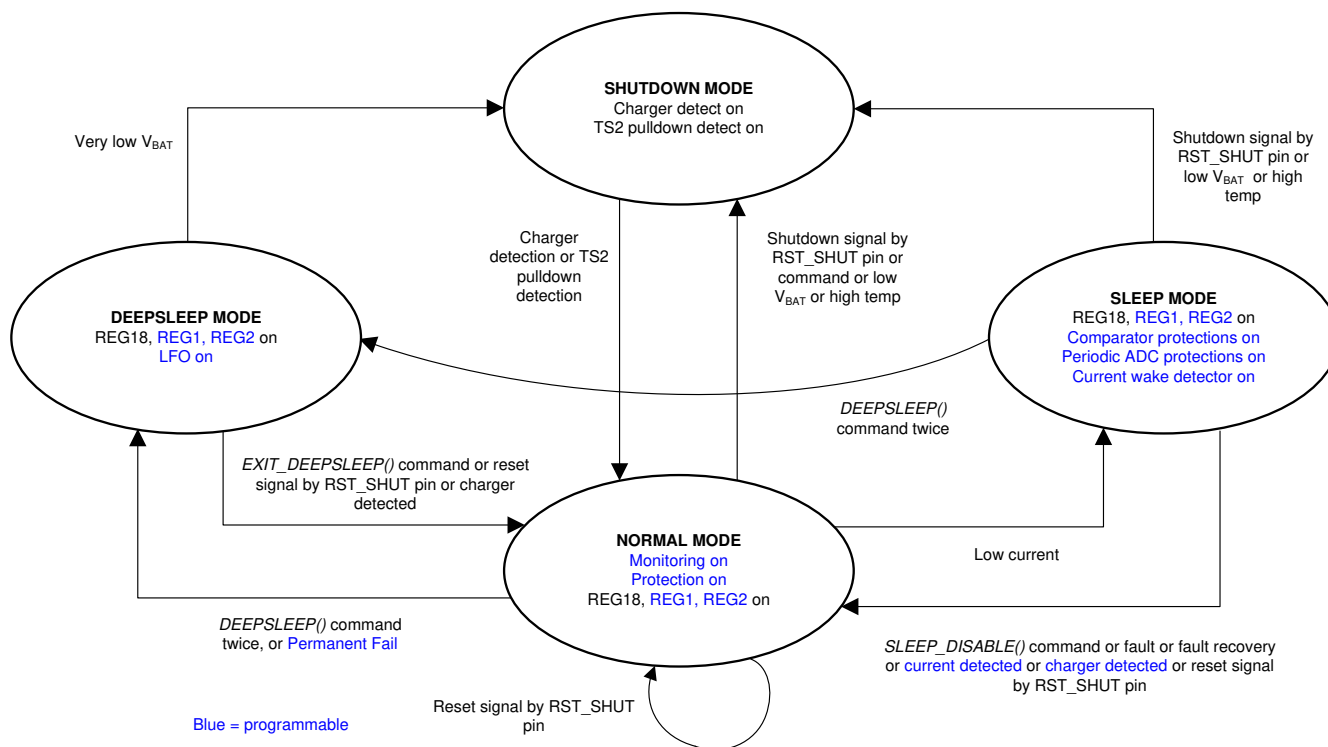 SHUTDOWN MODE
Charger detect on
TS2 pulldown detect on
Very low VBAT
Shutdown signal by
RST_SHUT pin or
low VBAT or high
temp
Charger
detection or TS2
pulldown
detection
Shutdown signal by
RST_SHUT pin or
command or low
VBAT or high temp
DEEPSLEEP MODE
REG18, REG1, REG2 on
LFO on
SLEEP MODE
REG18, REG1, REG2 on
Comparator protections on
Periodic ADC protections on
Current wake detector on
DEEPSLEEP()
command twice
EXIT_DEEPSLEEP() command or reset
signal by RST_SHUT pin or charger
detected
NORMAL MODE
Monitoring on
Protection on
REG18, REG1, REG2 on
Low current
DEEPSLEEP() command
twice, or Permanent Fail
SLEEP_DISABLE() command or fault or fault recovery
or current detected or charger detected or reset signal
by RST_SHUT pin
Reset signal by RST_SHUT
pin
Blue = programmable